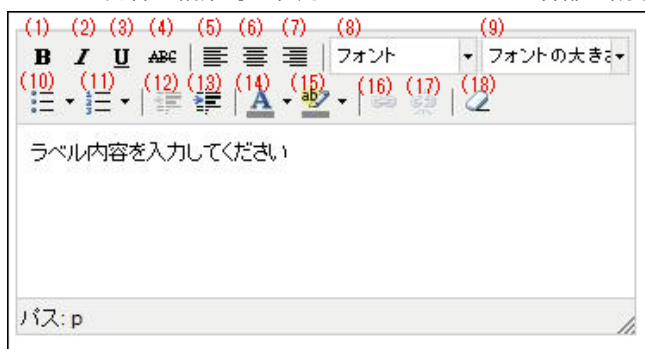 (1) (2) (3) (4) (5) (6) (7) (8) (9)
B I U ABC フォント フォントの大きさ
(10) (11) (12) (13) (14) (15) (16) (17) (18)
A ab
ラベル内容を入力してください
パス: p